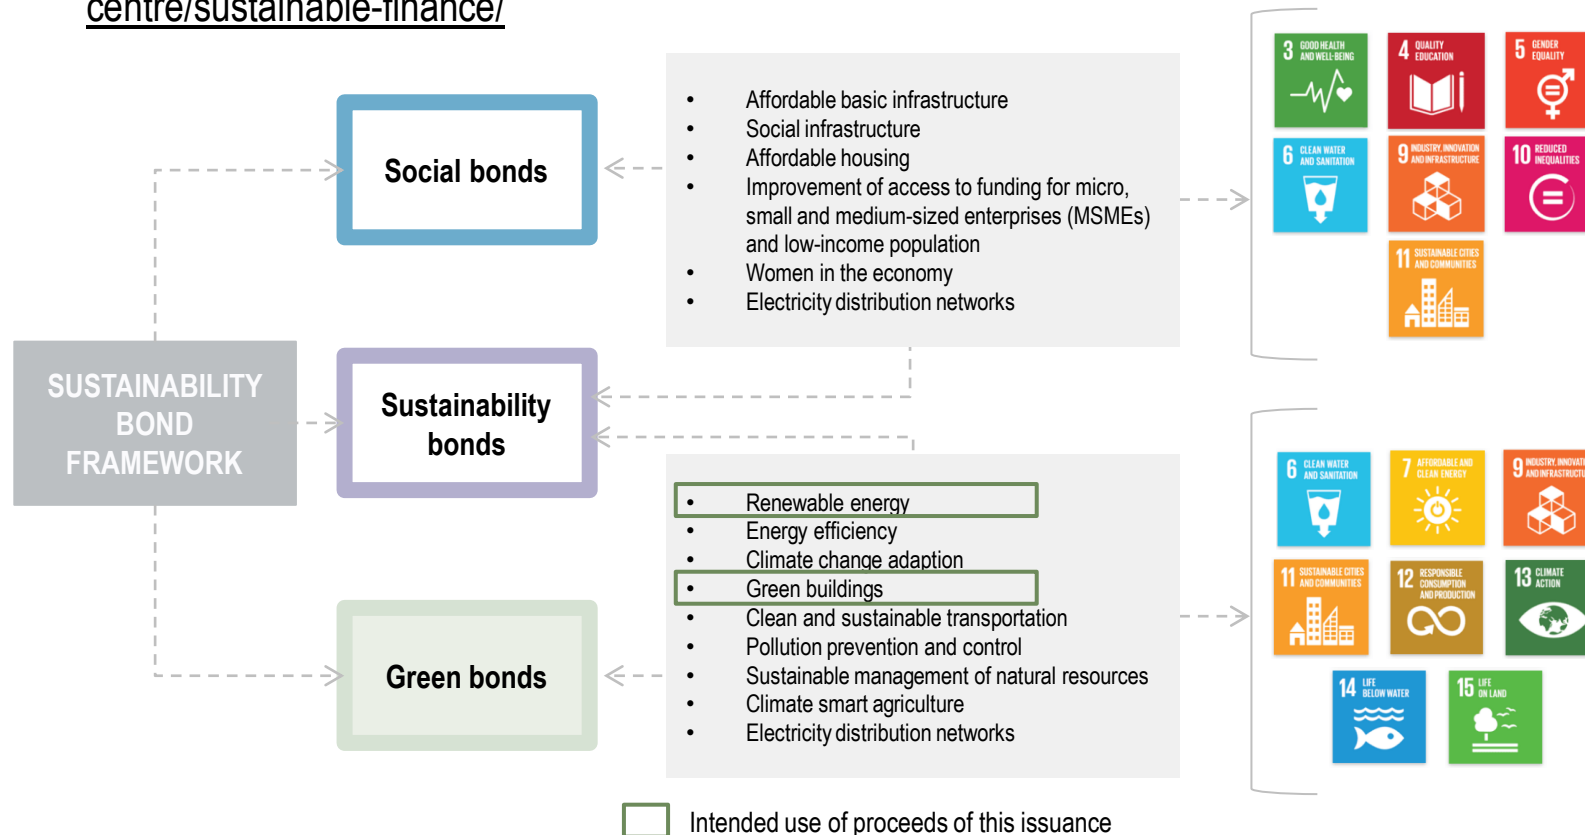 centre/sustainable-finance/
Social bonds
• Affordable basic infrastructure
• Social infrastructure
• Affordable housing
• Improvement of access to funding for micro,
small and medium-sized enterprises (MSMEs)
and low-income population
• Women in the economy
• Electricity distribution networks
3 GOOD HEALTH
AND WELL-BEING
4 QUALITY
EDUCATION
5 GENDER
EQUALITY
6 CLEAN WATER
AND SANITATION
9 INDUSTRY, INNOVATION
AND INFRASTRUCTURE
10 REDUCED
INEQUALITIES
11 SUSTAINABLE CITIES
AND COMMUNITIES
SUSTAINABILITY
BOND
FRAMEWORK
Sustainability
bonds
Green bonds
• Renewable energy
• Energy efficiency
• Climate change adaption
• Green buildings
• Clean and sustainable transportation
• Pollution prevention and control
• Sustainable management of natural resources
• Climate smart agriculture
• Electricity distribution networks
6 CLEAN WATER
AND SANITATION
7 AFFORDABLE AND
CLEAN ENERGY
9 INDUSTRY, INNOVATI
AND INFRASTRUCTU
11 SUSTAINABLE CITIES
AND COMMUNITIES
12 RESPONSIBLE
CONSUMPTION
AND PRODUCTION
13 CLIMATE
ACTION
14 LIFE
BELOW WATER
15 LIFE
ON LAND
Intended use of proceeds of this issuance